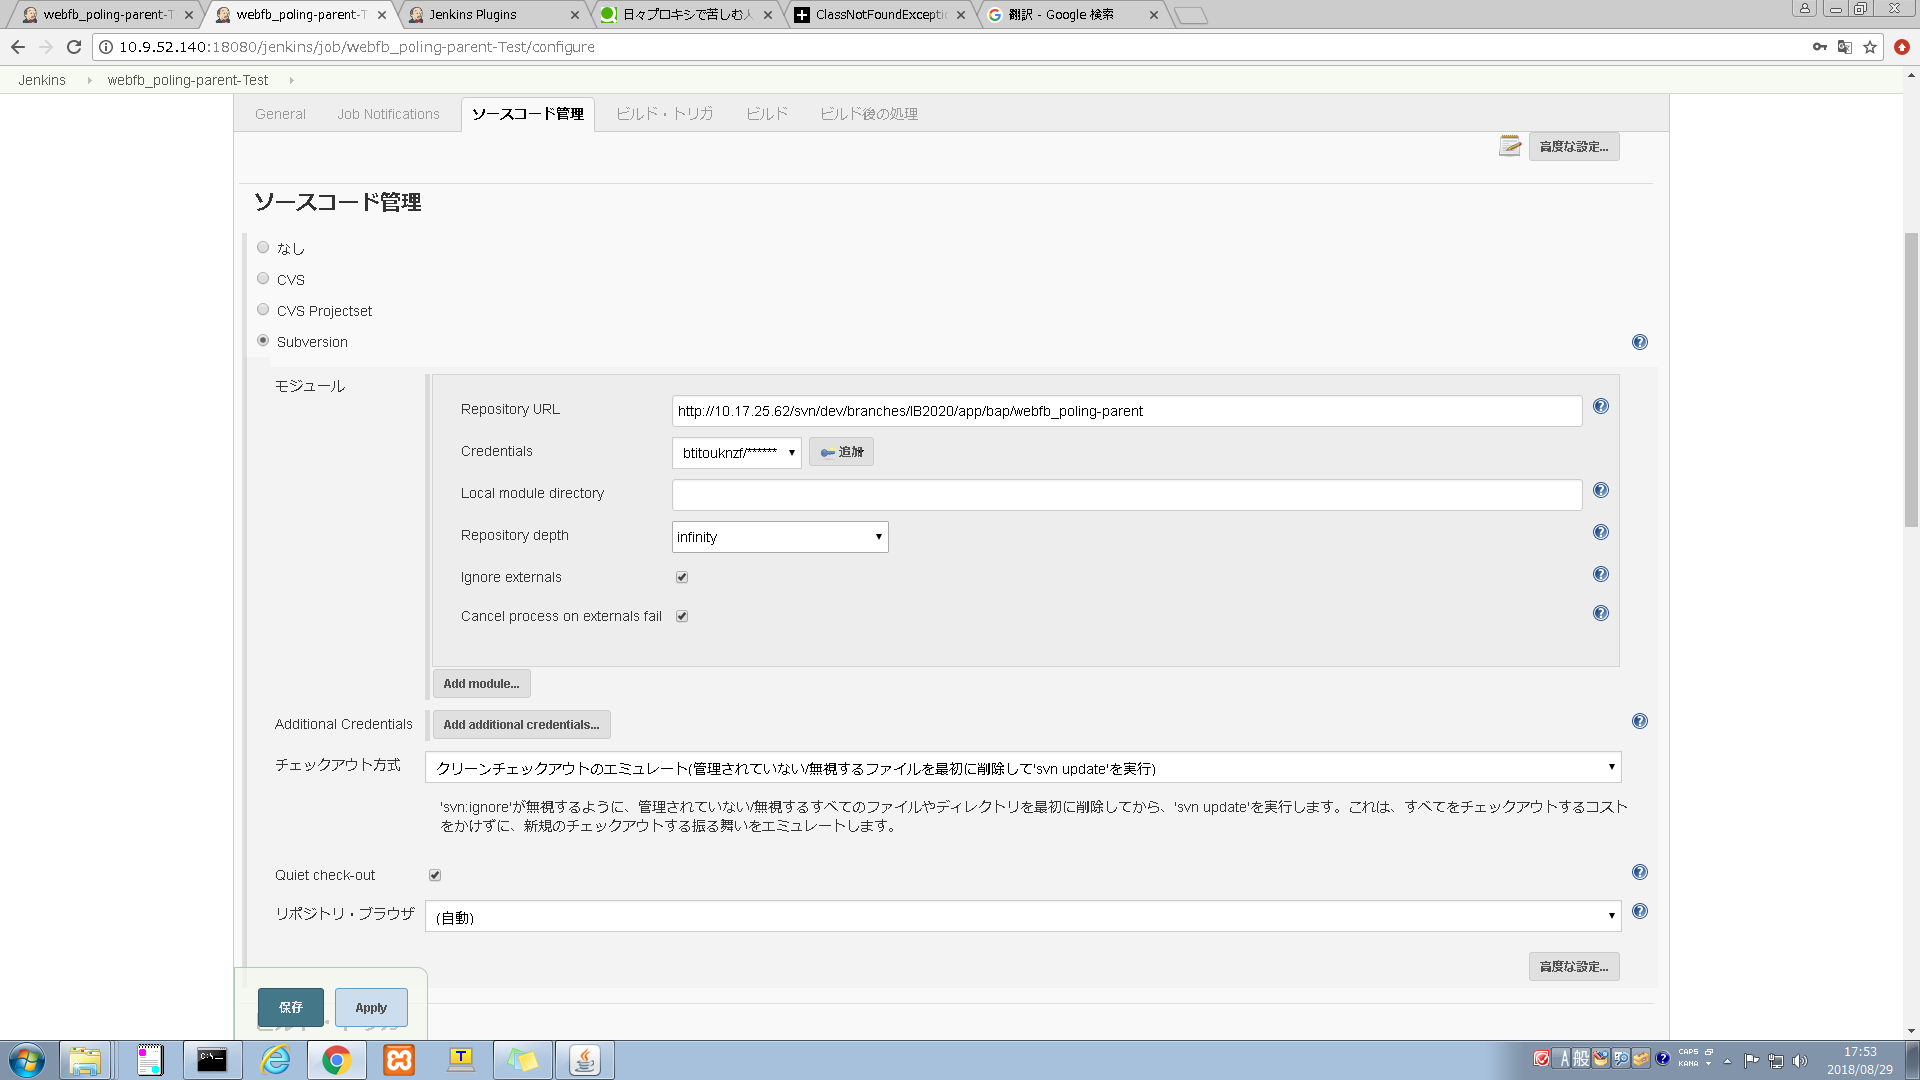 webfb_poling-parent-T
webfb_poling-parent-T
Jenkins Plugins
日々プロキシで苦しむ人
ClassNotFoundExcepti
翻訳 - Google 検索
10.9.52.140:18080/jenkins/job/webfb_poling-parent-Test/configure
Jenkins
webfb_poling-parent-Test
General
Job Notifications
ソースコード管理
ビルド・トリガ
ビルド
ビルド後の処理
高度な設定...
ソースコード管理
なし
CVS
CVS Projectset
Subversion
モジュール
Repository URL
http://10.17.25.62/svn/dev/branches/IB2020/app/bap/webfb_poling-parent
Credentials
btitouknzf/******
追加
Local module directory
Repository depth
infinity
Ignore externals
Cancel process on externals fail
Add module...
Additional Credentials
Add additional credentials...
チェックアウト方式
クリーンチェックアウトのエミュレート(管理されていない/無視するファイルを最初に削除して'svn update'を実行)
'svn:ignore'が無視するように、管理されていない/無視するすべてのファイルやディレクトリを最初に削除してから、'svn update'を実行します。これは、すべてをチェックアウトするコスト
をかけずに、新規のチェックアウトする振る舞いをエミュレートします。
Quiet check-out
リポジトリ・ブラウザ
(自動)
高度な設定...
保存
Apply
ビルド・トリガ
A般
CAPS
KANA
17:53
2018/08/29